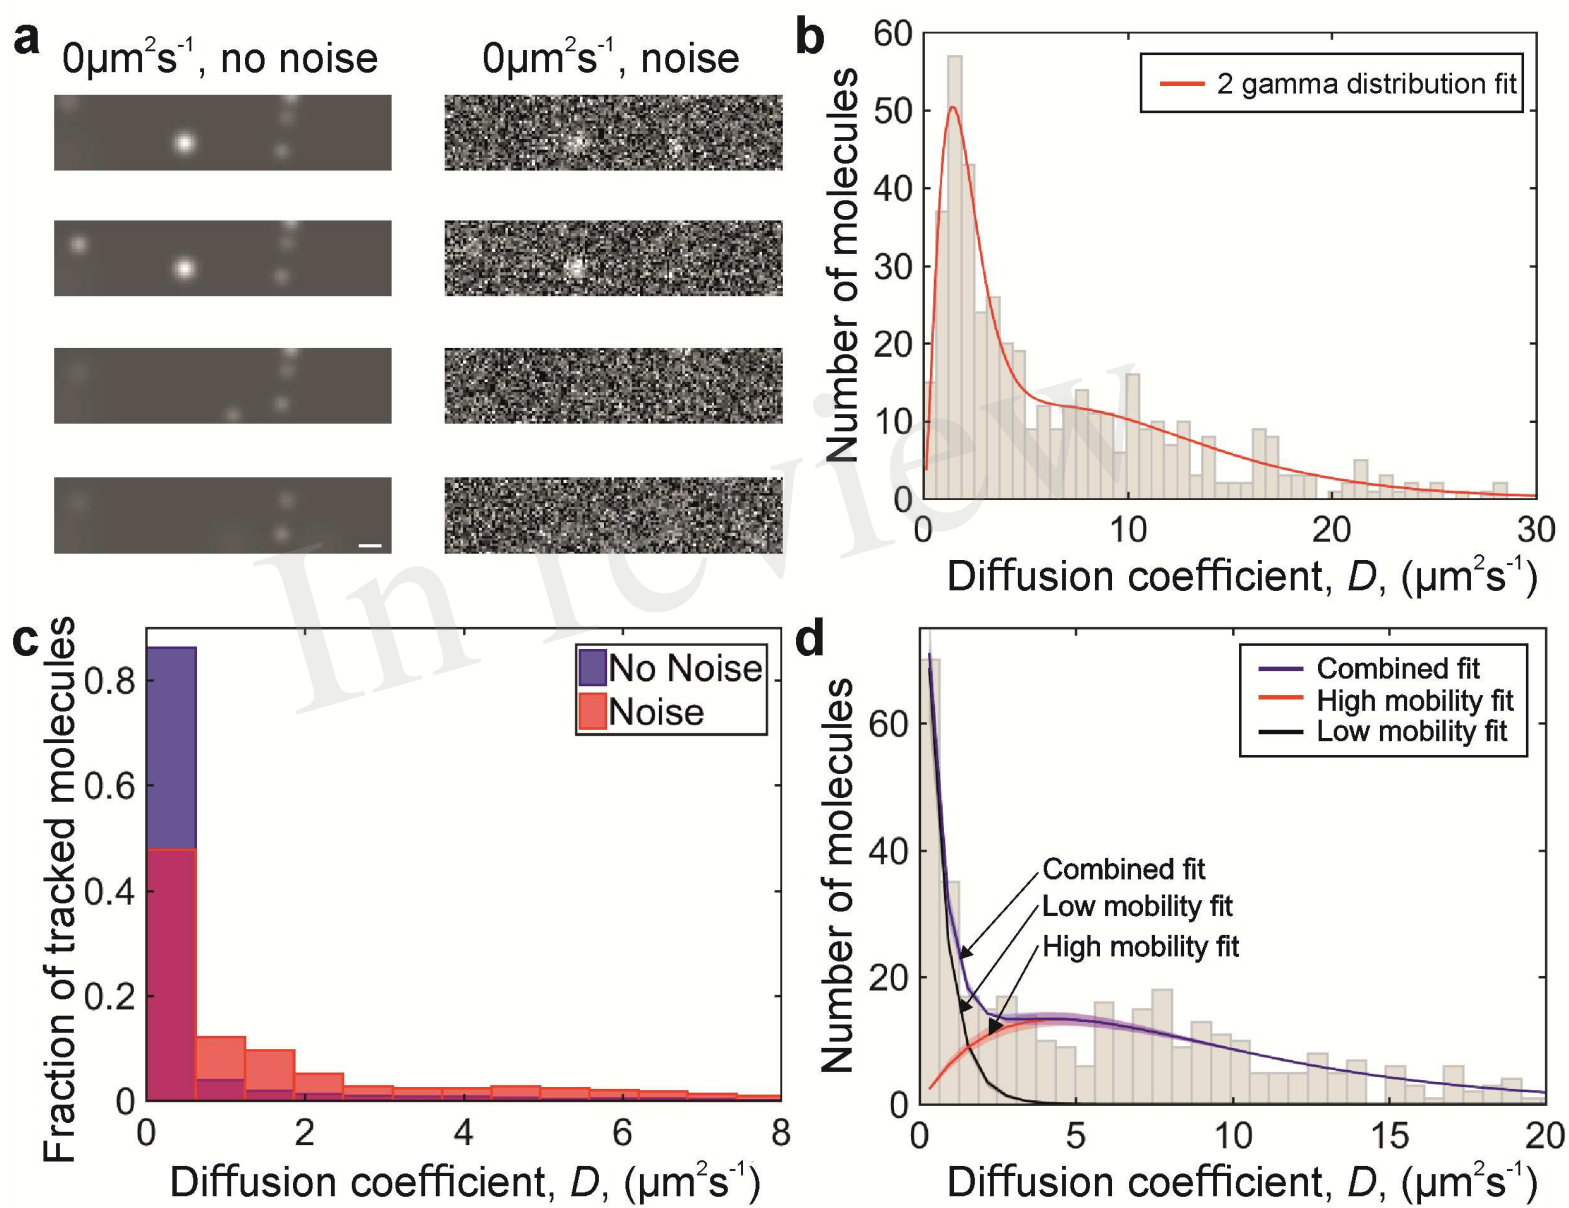 a
0µm²s⁻¹, no noise
0µm²s⁻¹, noise
b
Number of molecules
60
50
40
30
20
10
0
2 gamma distribution fit
0 10 20 30
Diffusion coefficient, D, (µm²s⁻¹)
c
Fraction of tracked molecules
0.8
0.6
0.4
0.2
0
No Noise
Noise
0 2 4 6 8
Diffusion coefficient, D, (µm²s⁻¹)
d
Number of molecules
60
40
20
0
Combined fit
High mobility fit
Low mobility fit
Combined fit
Low mobility fit
High mobility fit
0 5 10 15 20
Diffusion coefficient, D, (µm²s⁻¹)
In review